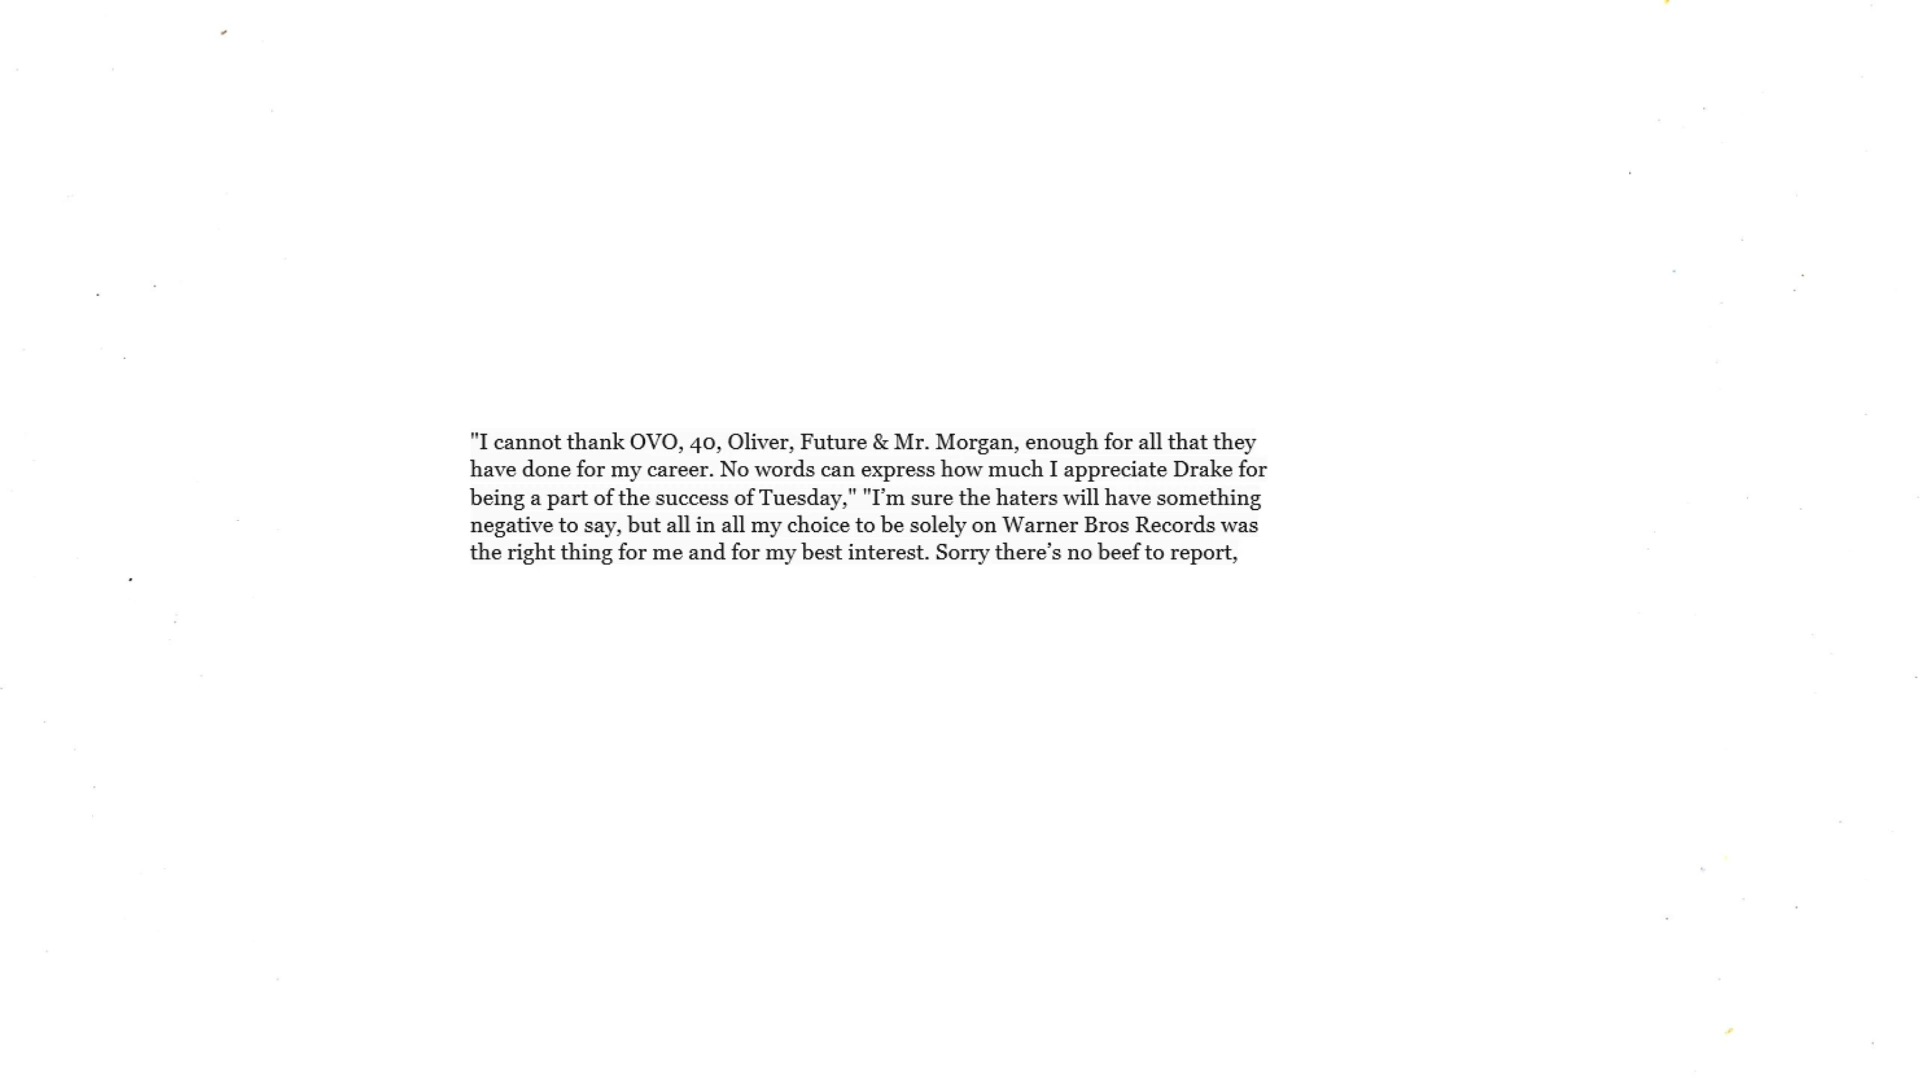 "I cannot thank OVO, 40, Oliver, Future & Mr. Morgan, enough for all that they
have done for my career. No words can express how much I appreciate Drake for
being a part of the success of Tuesday," "I’m sure the haters will have something
negative to say, but all in all my choice to be solely on Warner Bros Records was
the right thing for me and for my best interest. Sorry there’s no beef to report,